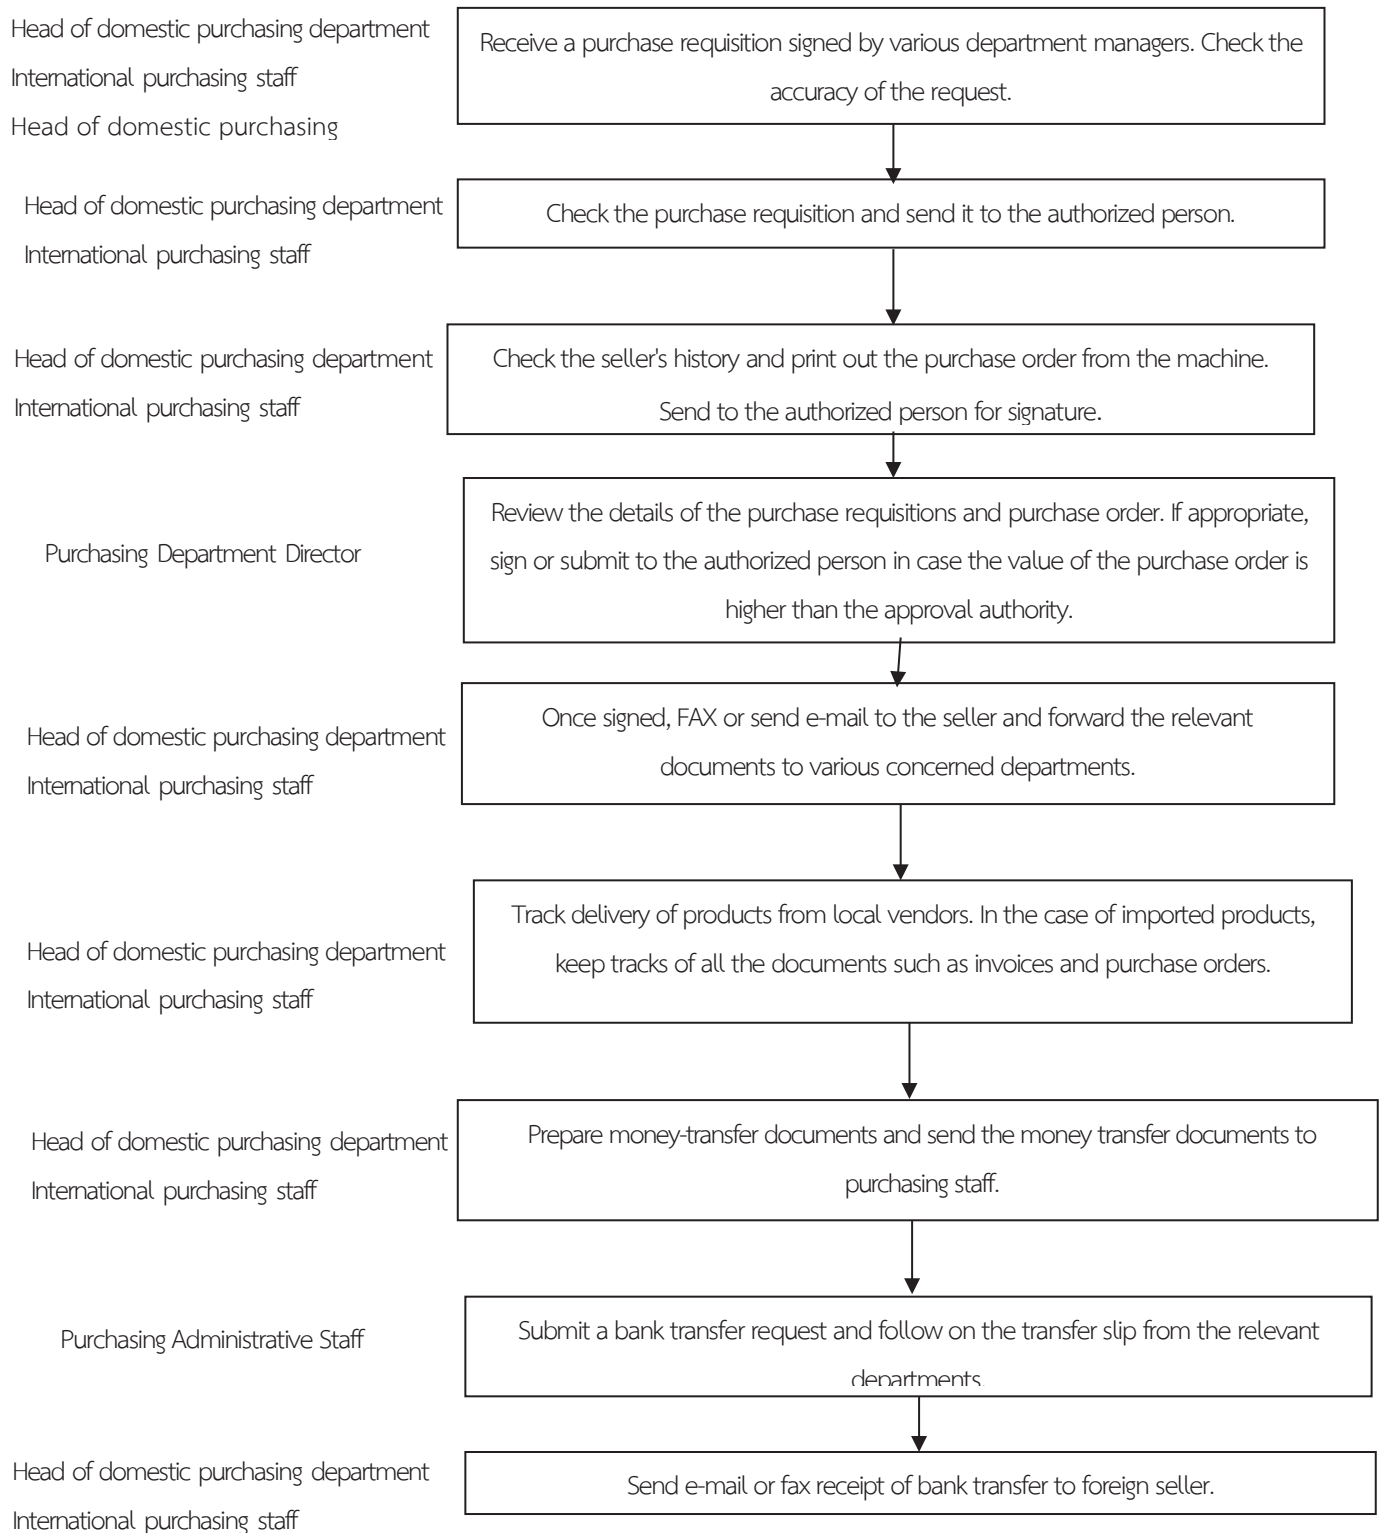 Head of domestic purchasing department
International purchasing staff
Head of domestic purchasing
Receive a purchase requisition signed by various department managers. Check the
accuracy of the request.
Head of domestic purchasing department
International purchasing staff
Check the purchase requisition and send it to the authorized person.
Head of domestic purchasing department
International purchasing staff
Check the seller's history and print out the purchase order from the machine.
Send to the authorized person for signature.
Purchasing Department Director
Review the details of the purchase requisitions and purchase order. If appropriate,
sign or submit to the authorized person in case the value of the purchase order is
higher than the approval authority.
Head of domestic purchasing department
International purchasing staff
Once signed, FAX or send e-mail to the seller and forward the relevant
documents to various concerned departments.
Head of domestic purchasing department
International purchasing staff
Track delivery of products from local vendors. In the case of imported products,
keep tracks of all the documents such as invoices and purchase orders.
Head of domestic purchasing department
International purchasing staff
Prepare money-transfer documents and send the money transfer documents to
purchasing staff.
Purchasing Administrative Staff
Submit a bank transfer request and follow on the transfer slip from the relevant
departments.
Head of domestic purchasing department
International purchasing staff
Send e-mail or fax receipt of bank transfer to foreign seller.